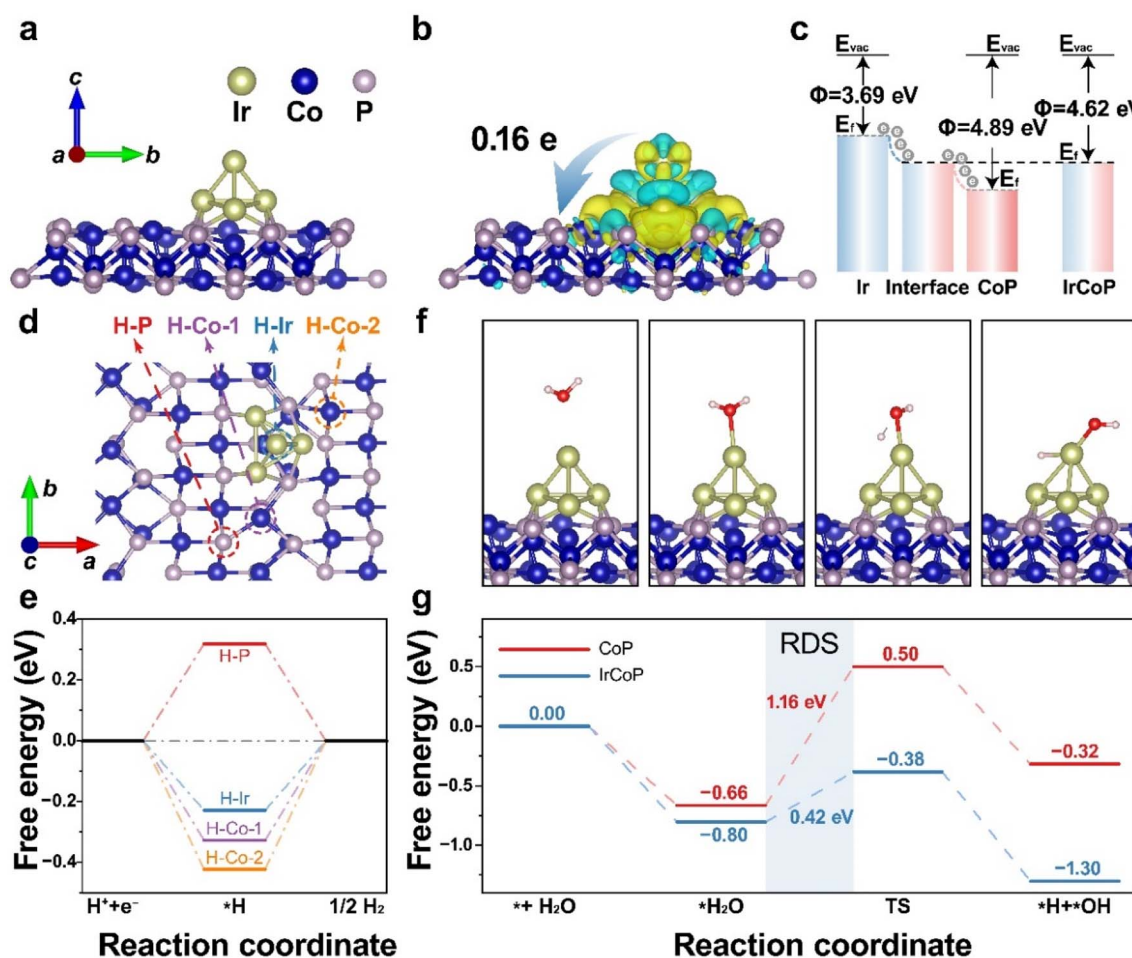 a
c
a
b
Ir
Co
P
b
0.16 e
c
Evac
Evac
Evac
Φ=3.69 eV
Φ=4.89 eV
Φ=4.62 eV
Ef
e e e e
e e e e
Ef
Ef
Ir
Interface
CoP
IrCoP
d
H-P
H-Co-1
H-Ir
H-Co-2
b
c
a
f
e
Free energy (eV)
0.4
0.2
0.0
−0.2
−0.4
H-P
H-Ir
H-Co-1
H-Co-2
H⁺+e⁻
*H
1/2 H₂
Reaction coordinate
g
Free energy (eV)
0.5
0.0
−0.5
−1.0
CoP
IrCoP
RDS
0.00
1.16 eV
0.50
−0.66
−0.80
0.42 eV
−0.38
−0.32
−1.30
*+ H₂O
*H₂O
TS
*H+*OH
Reaction coordinate